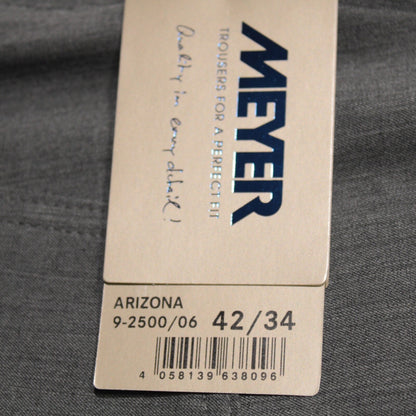 MEYER
TROUSERS FOR A PERFECT FIT
Quality in every detail!
ARIZONA
9-2500/06 42/34
4 058139 638096